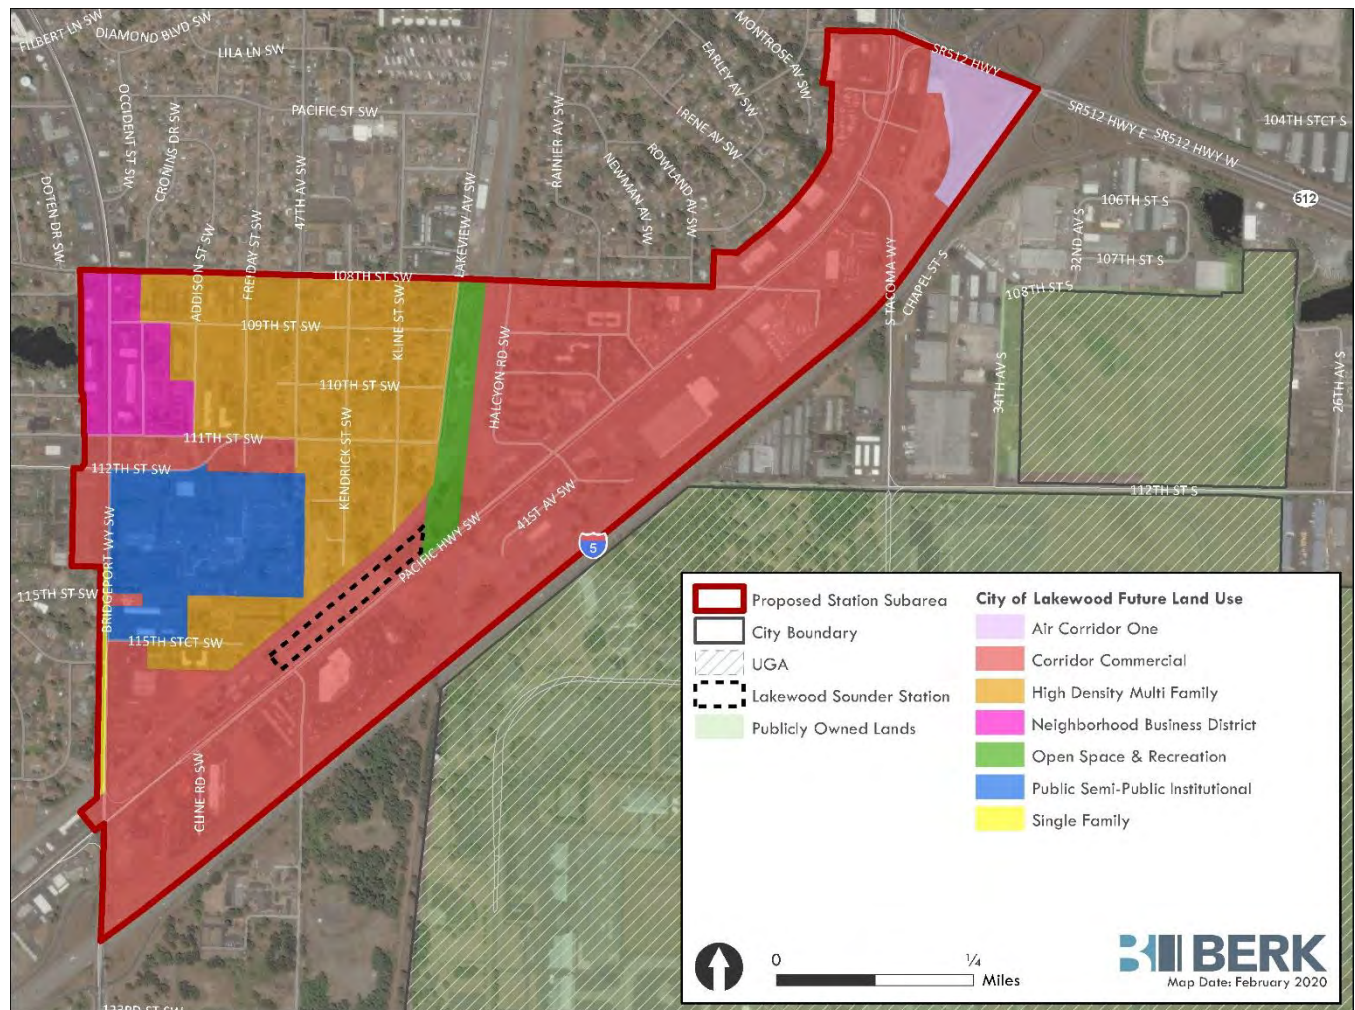 FILBERT LN SW
DIAMOND BLVD SW
LILA LN SW
MONTROSE AV SW
EARLEY AV SW
SR512 HWY
OCCIDENT ST SW
CRONINS DR SW
PACIFIC ST SW
IRENE AV SW
SR512 HWY E
SR512 HWY W
104TH STCT S
DOTEN DR SW
47TH AV SW
LAKEVIEW AV SW
RAINIER AV SW
NEWMAN AV SW
ROWLAND AV SW
106TH ST S
512
ADDISON ST SW
FREDAY ST SW
32ND AV S
107TH ST S
108TH ST SW
S TACOMA WY
CHAPEL ST S
108TH ST S
109TH ST SW
KLINE ST SW
HALCYON RD SW
34TH AV S
26TH AV S
110TH ST SW
111TH ST SW
KENDRICK ST SW
112TH ST SW
41ST AV SW
112TH ST S
BRIDGEPORT WY SW
PACIFIC HWY SW
5
115TH ST SW
115TH STCT SW
CLINE RD SW
123RD ST SW
Proposed Station Subarea
City Boundary
UGA
Lakewood Sounder Station
Publicly Owned Lands
City of Lakewood Future Land Use
Air Corridor One
Corridor Commercial
High Density Multi Family
Neighborhood Business District
Open Space & Recreation
Public Semi-Public Institutional
Single Family
0 ¼
Miles
BERK
Map Date: February 2020